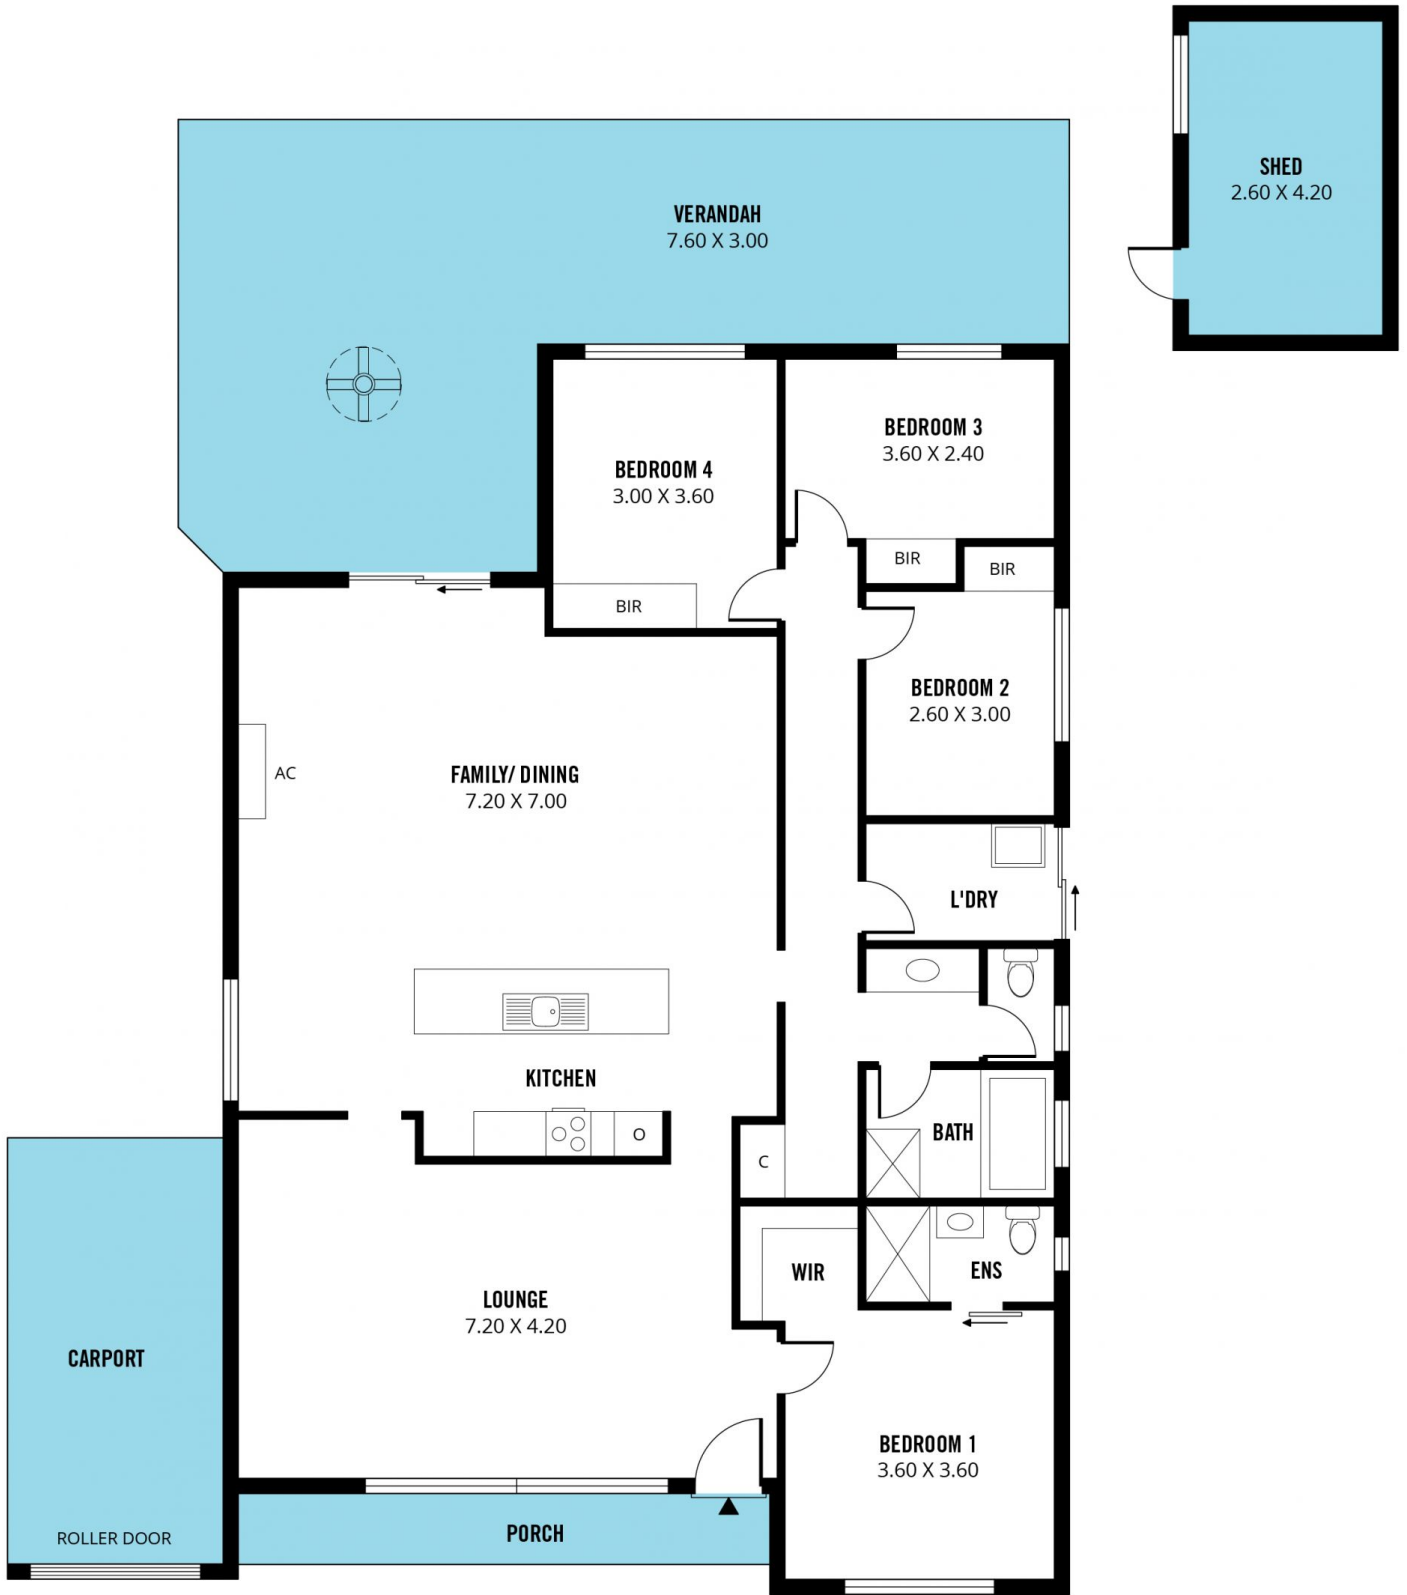 SHED
2.60 X 4.20
VERANDAH
7.60 X 3.00
BEDROOM 3
3.60 X 2.40
BEDROOM 4
3.00 X 3.60
BIR
BIR
BIR
BEDROOM 2
2.60 X 3.00
FAMILY/ DINING
7.20 X 7.00
AC
L'DRY
KITCHEN
O
BATH
C
WIR
ENS
LOUNGE
7.20 X 4.20
CARPORT
BEDROOM 1
3.60 X 3.60
PORCH
ROLLER DOOR